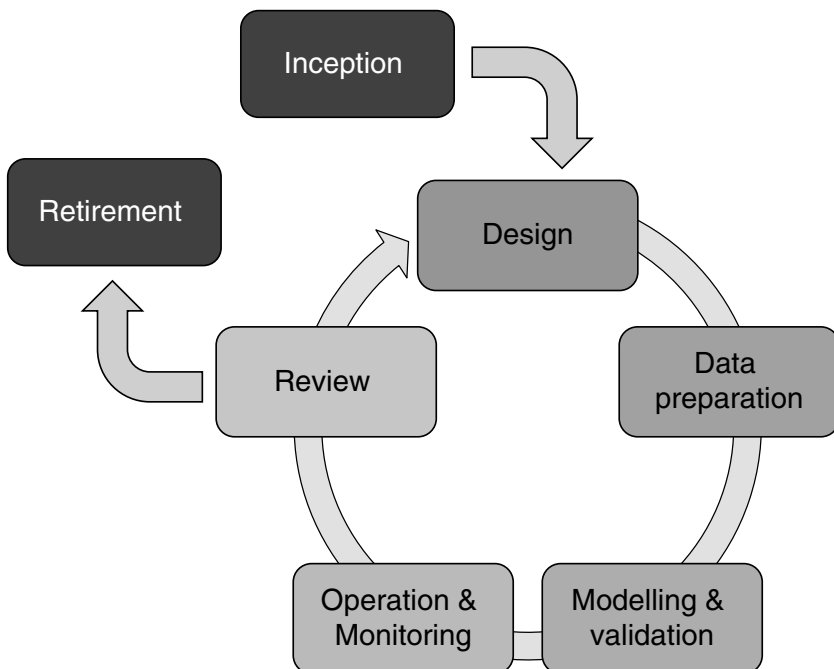 Inception
Retirement
Design
Review
Data
preparation
Operation &
Monitoring
Modelling &
validation